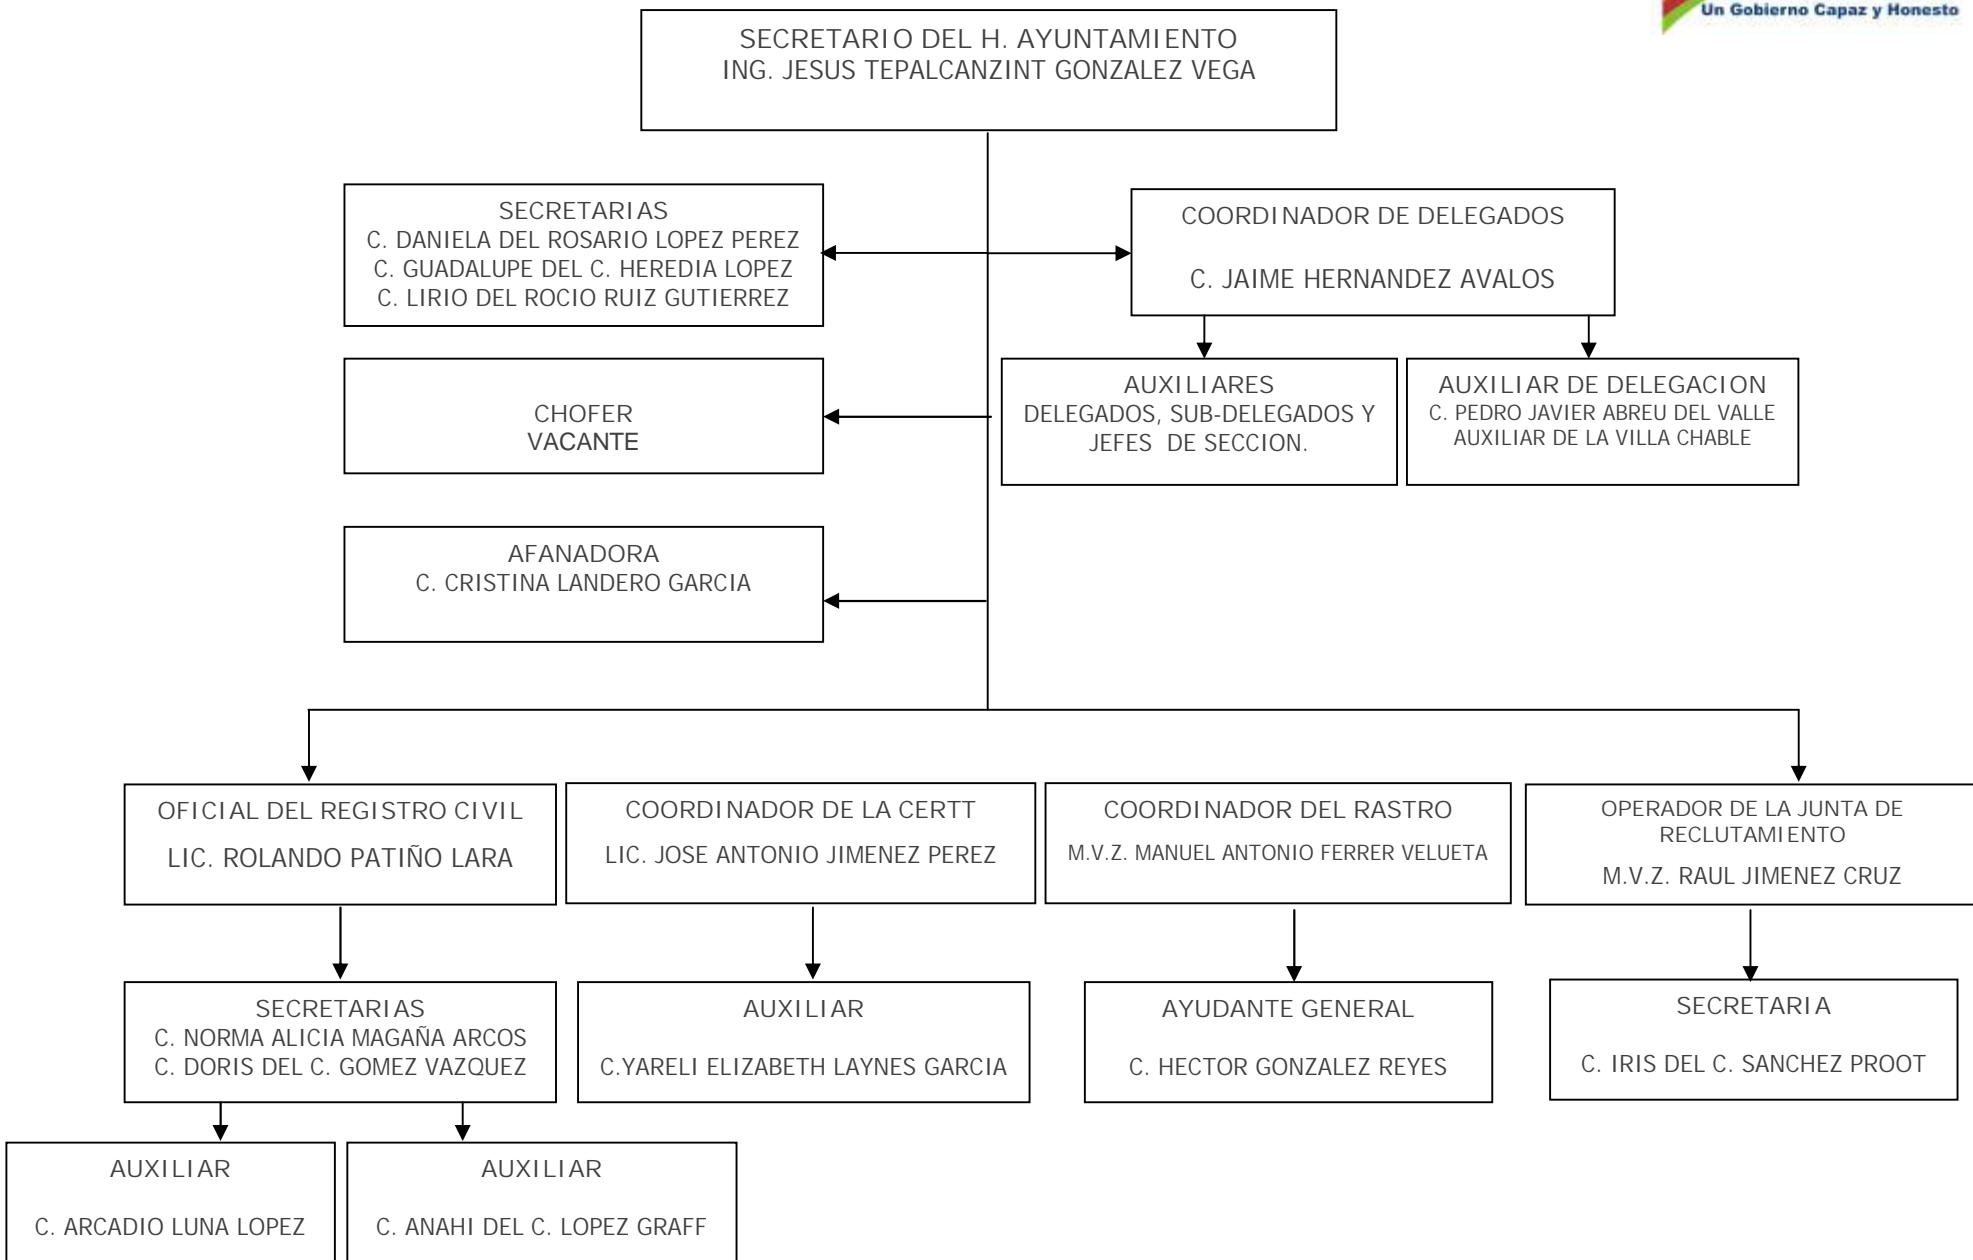 Un Gobierno Capaz y Honesto
SECRETARIO DEL H. AYUNTAMIENTO
ING. JESUS TEPALCANZINT GONZALEZ VEGA
SECRETARIAS
C. DANIELA DEL ROSARIO LOPEZ PEREZ
C. GUADALUPE DEL C. HEREDIA LOPEZ
C. LIRIO DEL ROCIO RUIZ GUTIERREZ
COORDINADOR DE DELEGADOS
C. JAIME HERNANDEZ AVALOS
CHOFER
VACANTE
AUXILIARES
DELEGADOS, SUB-DELEGADOS Y
JEFES DE SECCION.
AUXILIAR DE DELEGACION
C. PEDRO JAVIER ABREU DEL VALLE
AUXILIAR DE LA VILLA CHABLE
AFANADORA
C. CRISTINA LANDERO GARCIA
OFICIAL DEL REGISTRO CIVIL
LIC. ROLANDO PATIÑO LARA
COORDINADOR DE LA CERTT
LIC. JOSE ANTONIO JIMENEZ PEREZ
COORDINADOR DEL RASTRO
M.V.Z. MANUEL ANTONIO FERRER VELUETA
OPERADOR DE LA JUNTA DE
RECLUTAMIENTO
M.V.Z. RAUL JIMENEZ CRUZ
SECRETARIAS
C. NORMA ALICIA MAGAÑA ARCOS
C. DORIS DEL C. GOMEZ VAZQUEZ
AUXILIAR
C.YARELI ELIZABETH LAYNES GARCIA
AYUDANTE GENERAL
C. HECTOR GONZALEZ REYES
SECRETARIA
C. IRIS DEL C. SANCHEZ PROOT
AUXILIAR
C. ARCADIO LUNA LOPEZ
AUXILIAR
C. ANAHI DEL C. LOPEZ GRAFF